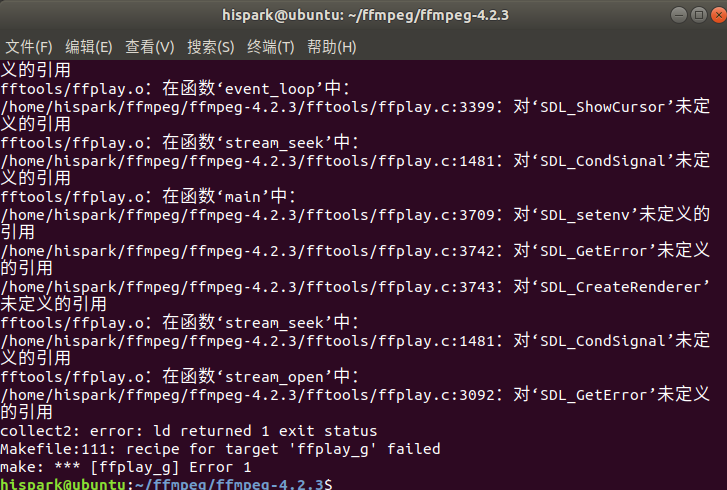 hispark@ubuntu: ~/ffmpeg/ffmpeg-4.2.3
文件(F) 编辑(E) 查看(V) 搜索(S) 终端(T) 帮助(H)
义的引用
fftools/ffplay.o：在函数‘event_loop’中：
/home/hispark/ffmpeg/ffmpeg-4.2.3/fftools/ffplay.c:3399：对‘SDL_ShowCursor’未定
义的引用
fftools/ffplay.o：在函数‘stream_seek’中：
/home/hispark/ffmpeg/ffmpeg-4.2.3/fftools/ffplay.c:1481：对‘SDL_CondSignal’未定
义的引用
fftools/ffplay.o：在函数‘main’中：
/home/hispark/ffmpeg/ffmpeg-4.2.3/fftools/ffplay.c:3709：对‘SDL_setenv’未定义的
引用
/home/hispark/ffmpeg/ffmpeg-4.2.3/fftools/ffplay.c:3742：对‘SDL_GetError’未定义
的引用
/home/hispark/ffmpeg/ffmpeg-4.2.3/fftools/ffplay.c:3743：对‘SDL_CreateRenderer’
未定义的引用
fftools/ffplay.o：在函数‘stream_seek’中：
/home/hispark/ffmpeg/ffmpeg-4.2.3/fftools/ffplay.c:1481：对‘SDL_CondSignal’未定
义的引用
fftools/ffplay.o：在函数‘stream_open’中：
/home/hispark/ffmpeg/ffmpeg-4.2.3/fftools/ffplay.c:3092：对‘SDL_GetError’未定义
的引用
collect2: error: ld returned 1 exit status
Makefile:111: recipe for target 'ffplay_g' failed
make: *** [ffplay_g] Error 1
hispark@ubuntu:~/ffmpeg/ffmpeg-4.2.3$